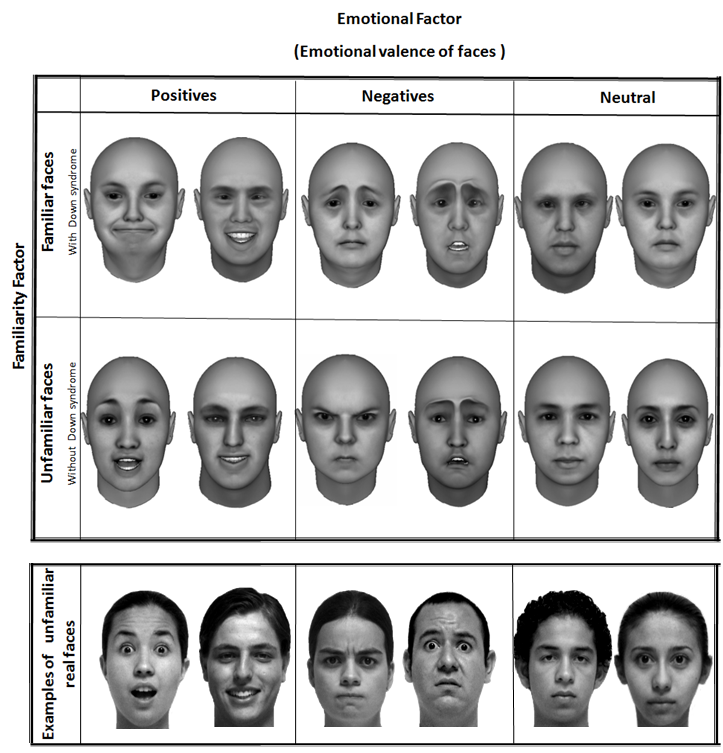 Emotional Factor
(Emotional valence of faces )
Positives
Negatives
Neutral
Familiarity Factor
Familiar faces
With Down syndrome
Unfamiliar faces
Without Down syndrome
Examples of unfamiliar
real faces